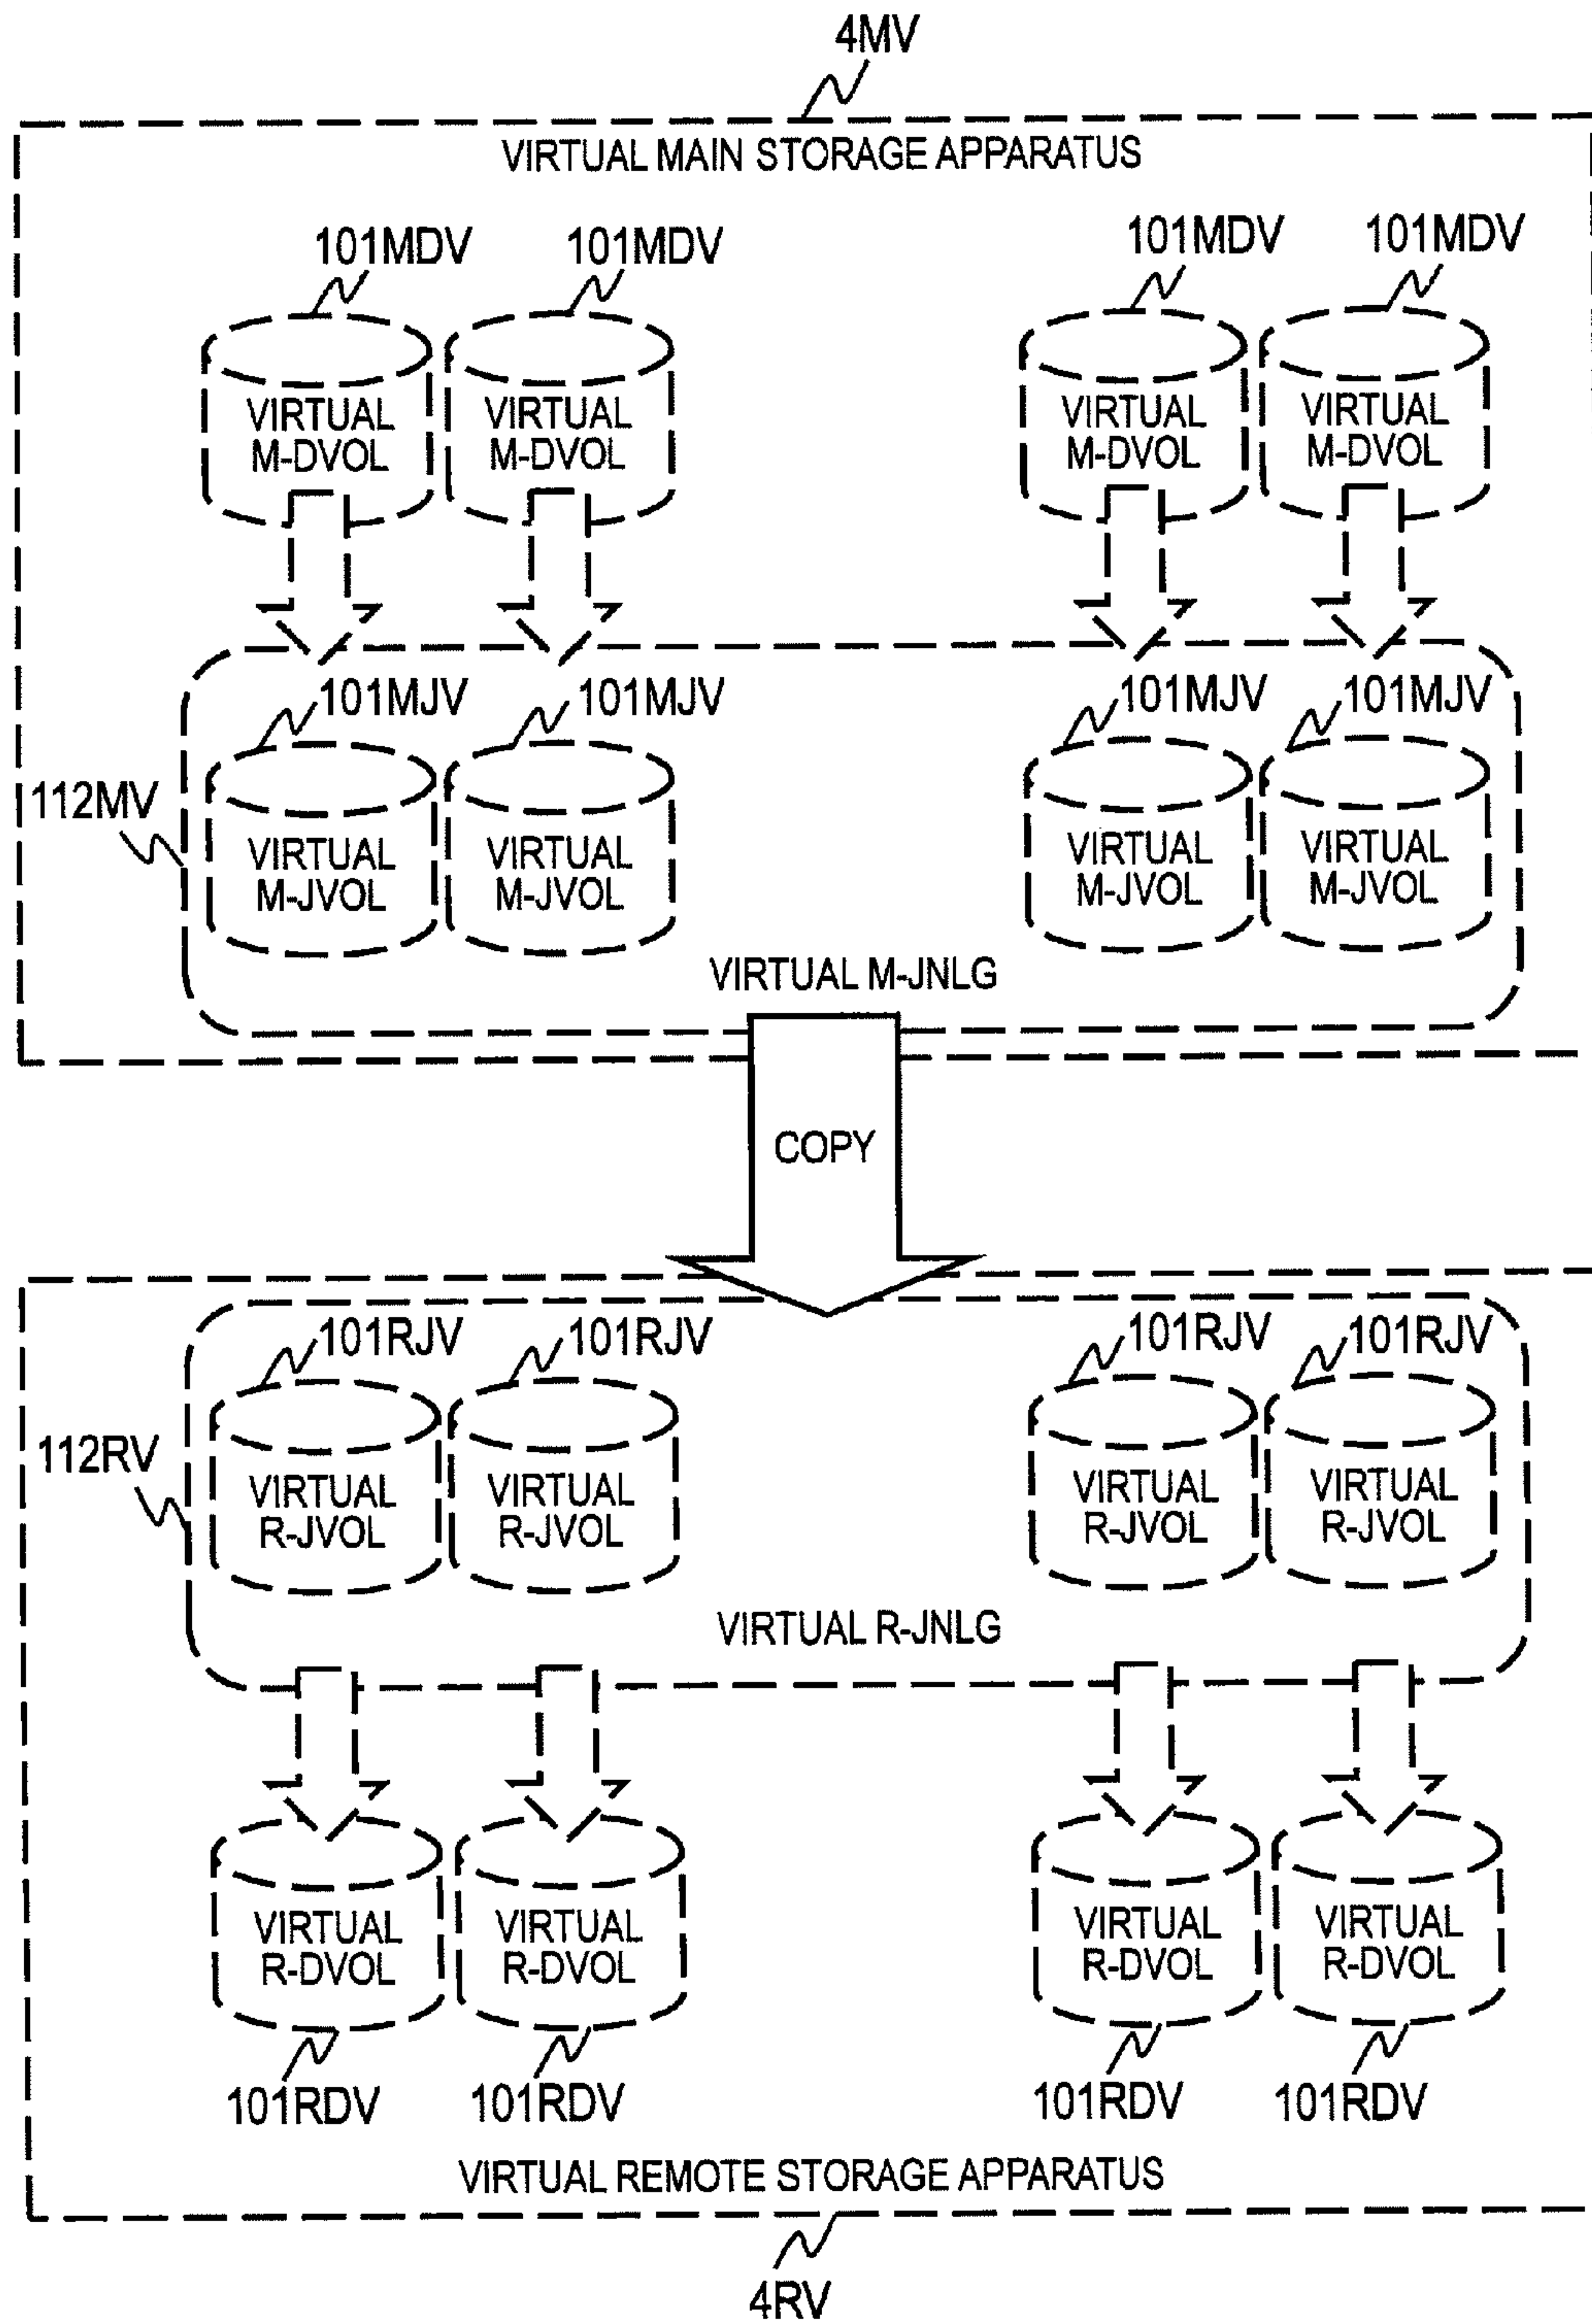 4MV
VIRTUAL MAIN STORAGE APPARATUS
101MDV 101MDV 101MDV 101MDV
VIRTUAL VIRTUAL VIRTUAL VIRTUAL
M-DVOL M-DVOL M-DVOL M-DVOL
101MJV 101MJV 101MJV 101MJV
112MV
VIRTUAL VIRTUAL VIRTUAL VIRTUAL
M-JVOL M-JVOL M-JVOL M-JVOL
VIRTUAL M-JNLG
COPY
101RJV 101RJV 101RJV 101RJV
112RV
VIRTUAL VIRTUAL VIRTUAL VIRTUAL
R-JVOL R-JVOL R-JVOL R-JVOL
VIRTUAL R-JNLG
VIRTUAL VIRTUAL VIRTUAL VIRTUAL
R-DVOL R-DVOL R-DVOL R-DVOL
101RDV 101RDV 101RDV 101RDV
VIRTUAL REMOTE STORAGE APPARATUS
4RV